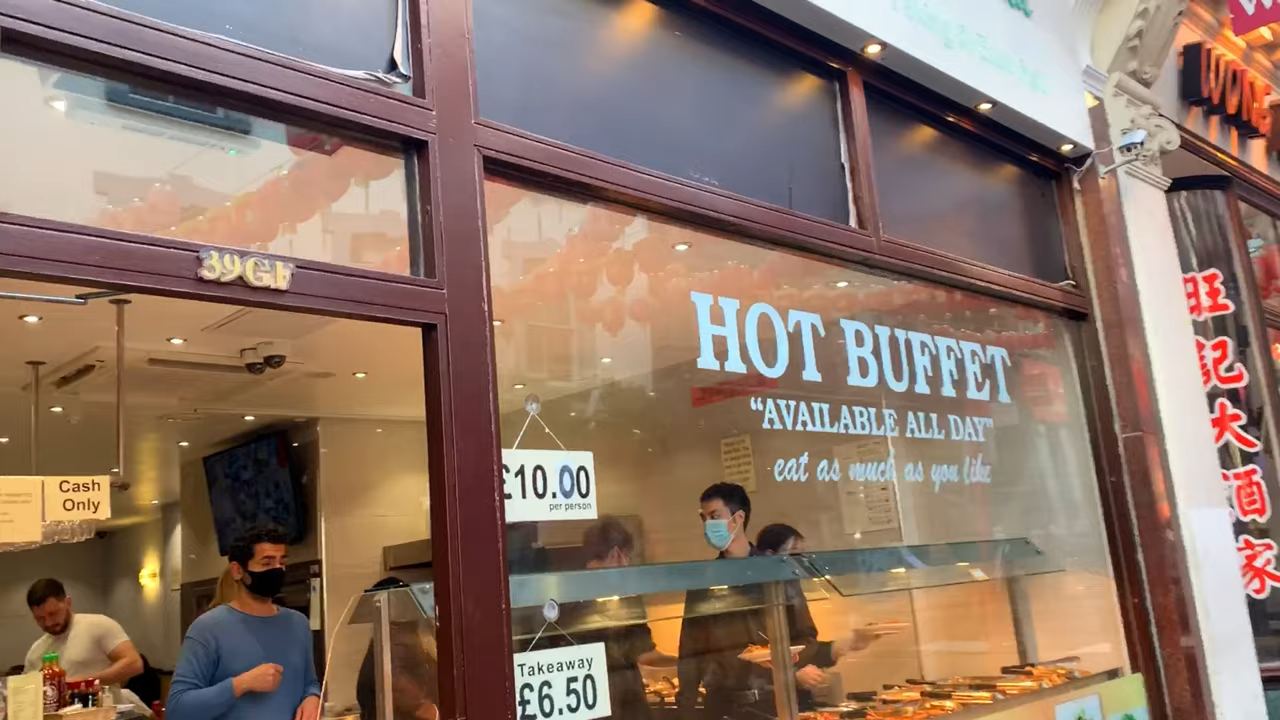 39GF
HOT BUFFET
“AVAILABLE ALL DAY”
eat as much as you like
£10.00
per person
Cash
Only
Takeaway
£6.50
旺記大酒家